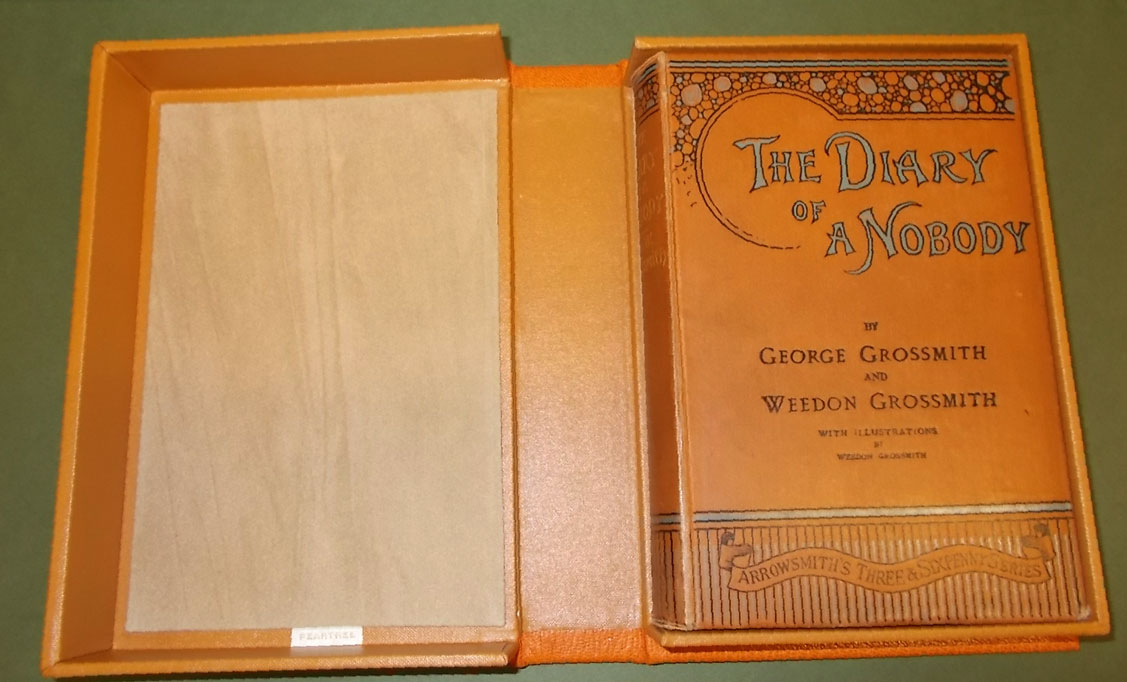 THE DIARY
OF
A NOBODY
BY
GEORGE GROSSMITH
AND
WEEDON GROSSMITH
WITH ILLUSTRATIONS
BY
WEEDON GROSSMITH
ARROWSMITH'S THREE & SIXPENNY SERIES